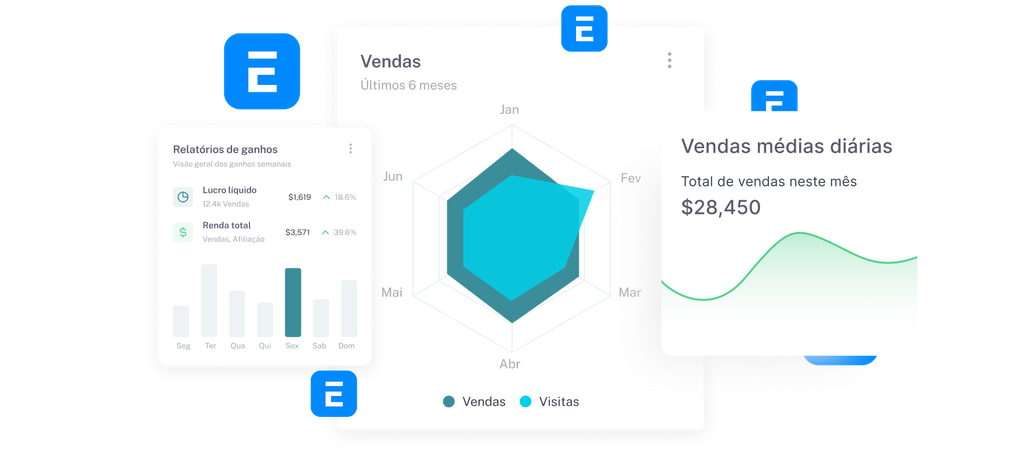 Vendas
Últimos 6 meses
Jan
Fev
Mar
Abr
Mai
Jun
Vendas
Visitas
Relatórios de ganhos
Visão geral dos ganhos semanais
Lucro líquido
12.4k Vendas
$1,619
18.6%
Renda total
Vendas, Afiliação
$3,571
39.6%
Seg Ter Qua Qui Sex Sab Dom
Vendas médias diárias
Total de vendas neste mês
$28,450
E
E
E
E